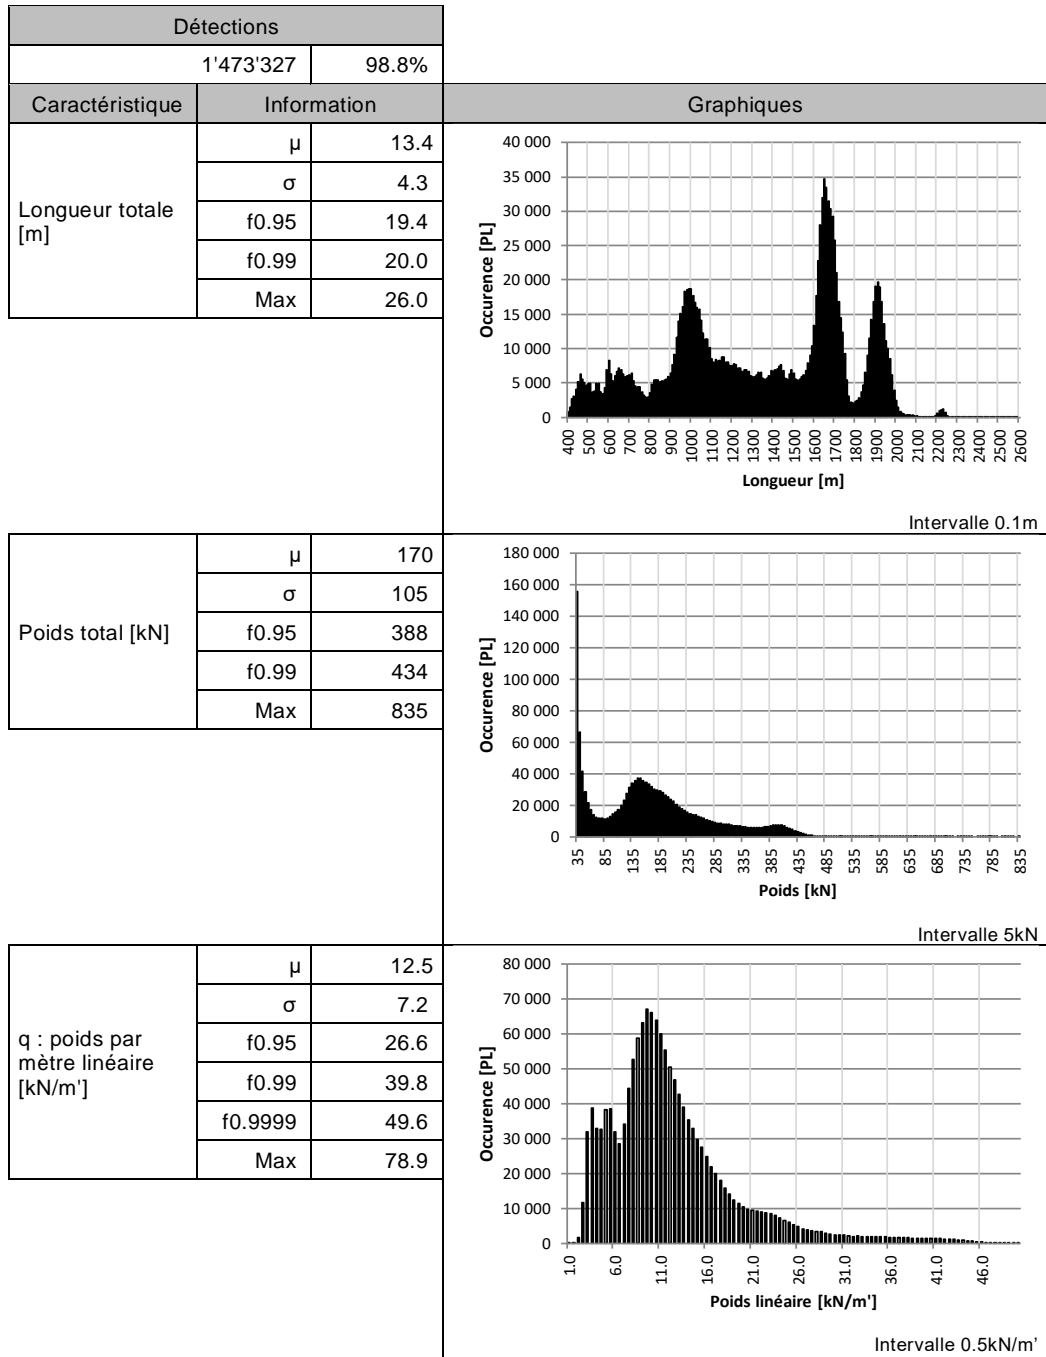 Détections
1'473'327 98.8%
Caractéristique Information Graphiques
Longueur totale [m]
µ 13.4
σ 4.3
f0.95 19.4
f0.99 20.0
Max 26.0
40 000
35 000
30 000
25 000
20 000
15 000
10 000
5 000
0
Occurence [PL]
400 500 600 700 800 900 1000 1100 1200 1300 1400 1500 1600 1700 1800 1900 2000 2100 2200 2300 2400 2500 2600
Longueur [m]
Intervalle 0.1m
Poids total [kN]
µ 170
σ 105
f0.95 388
f0.99 434
Max 835
180 000
160 000
140 000
120 000
100 000
80 000
60 000
40 000
20 000
0
Occurence [PL]
35 85 135 185 235 285 335 385 435 485 535 585 635 685 735 785 835
Poids [kN]
Intervalle 5kN
q : poids par
mètre linéaire
[kN/m']
µ 12.5
σ 7.2
f0.95 26.6
f0.99 39.8
f0.9999 49.6
Max 78.9
80 000
70 000
60 000
50 000
40 000
30 000
20 000
10 000
0
Occurence [PL]
1.0 6.0 11.0 16.0 21.0 26.0 31.0 36.0 41.0 46.0
Poids linéaire [kN/m']
Intervalle 0.5kN/m’